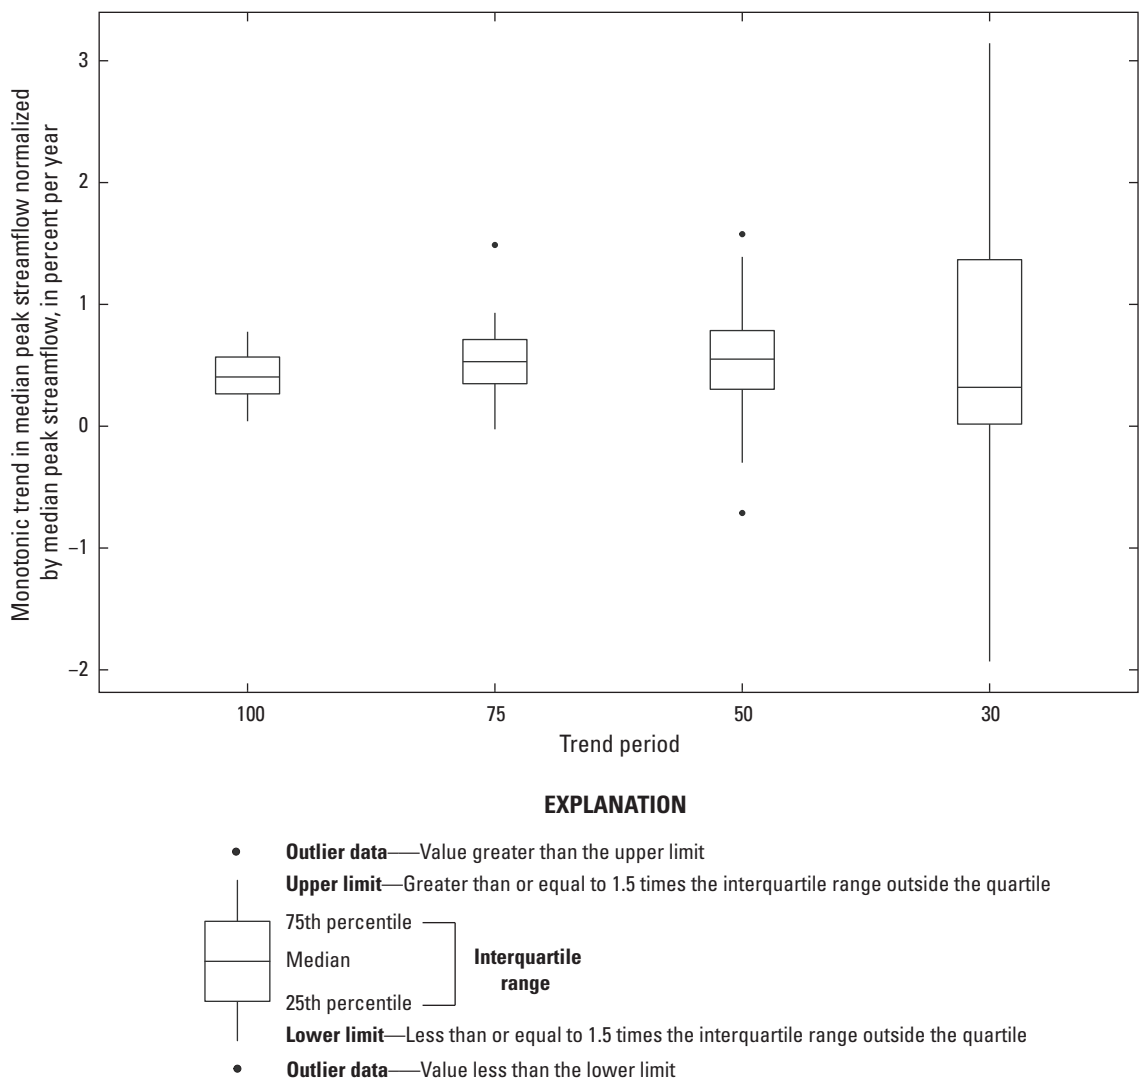 Monotonic trend in median peak streamflow normalized
by median peak streamflow, in percent per year
3
2
1
0
–1
–2
100 75 50 30
Trend period
EXPLANATION
Outlier data——Value greater than the upper limit
Upper limit—Greater than or equal to 1.5 times the interquartile range outside the quartile
75th percentile
Median
Interquartile
range
25th percentile
Lower limit—Less than or equal to 1.5 times the interquartile range outside the quartile
Outlier data——Value less than the lower limit